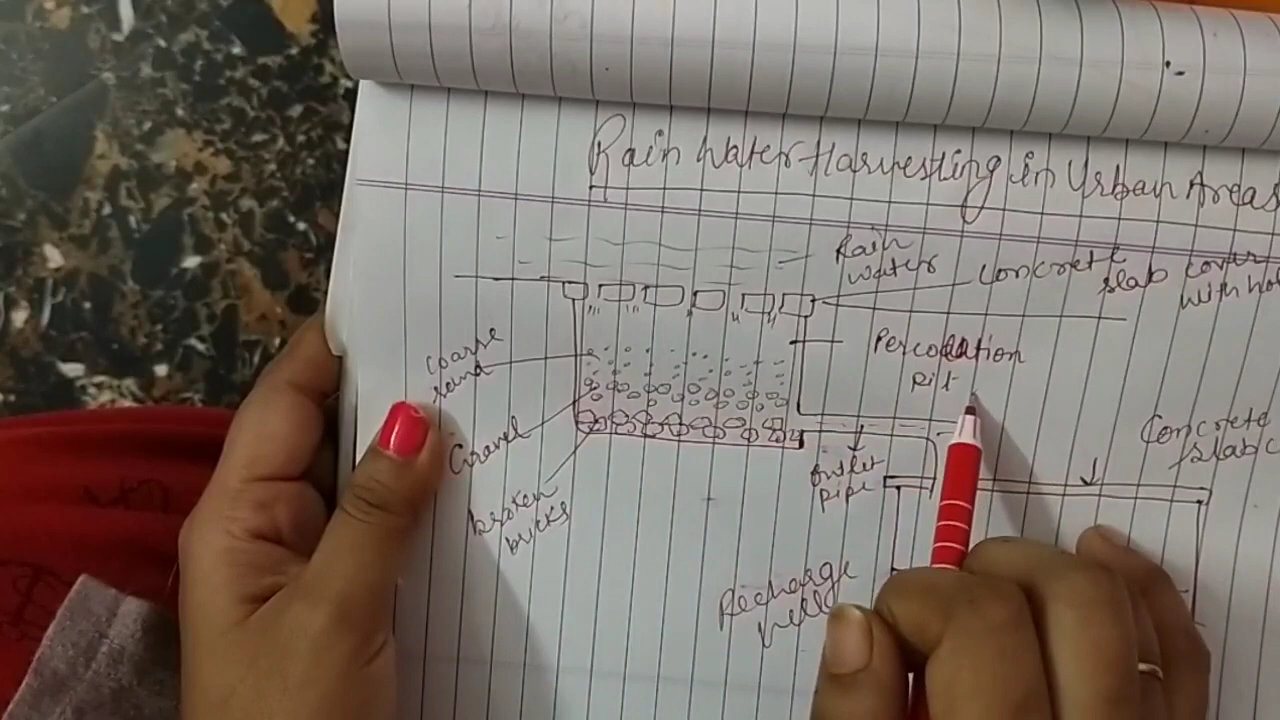 Rain Water Harvesting in Urban Areas
Rain
water
concrete
slab cover
with ho
Percolation
Pit
coarse
sand
Gravel
broken
bricks
outlet
pipe
Concrete
slab c
Recharge
well